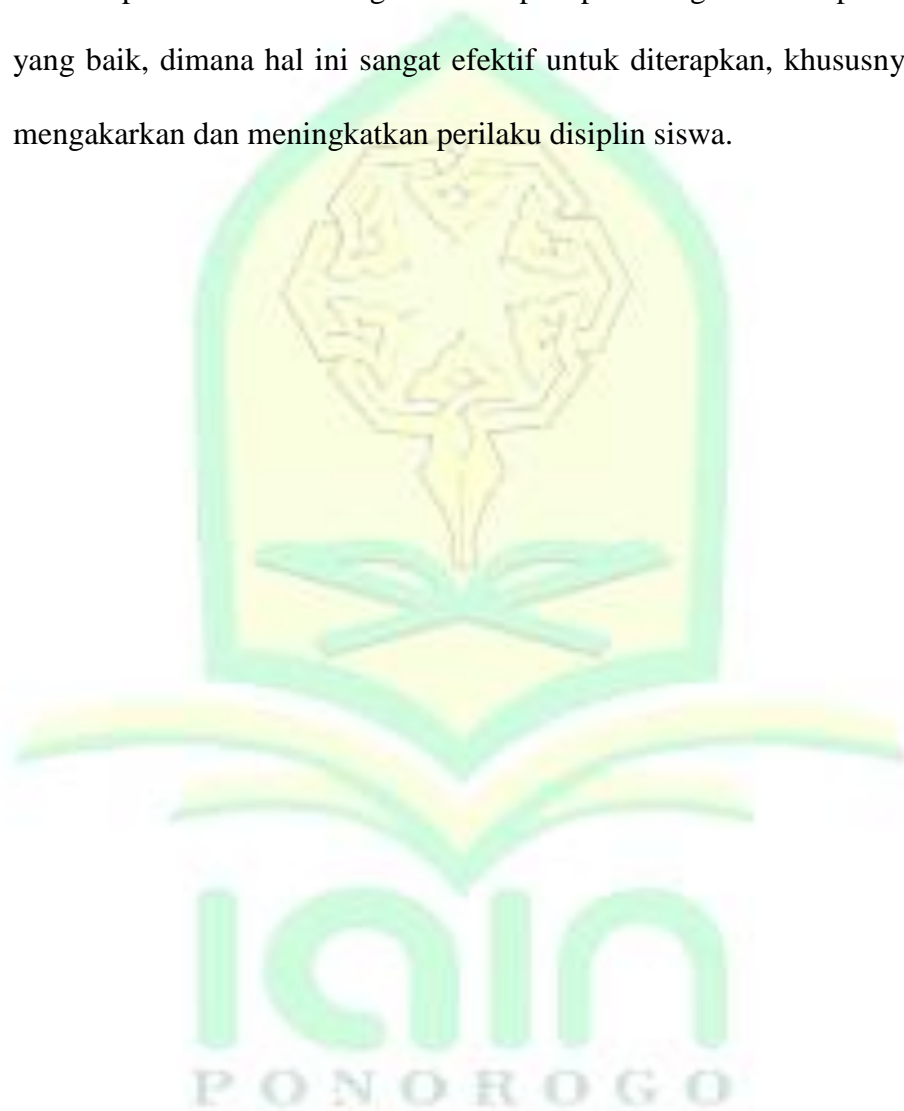 yang baik, dimana hal ini sangat efektif untuk diterapkan, khususny
mengakarkan dan meningkatkan perilaku disiplin siswa.
iain
PONOROGO